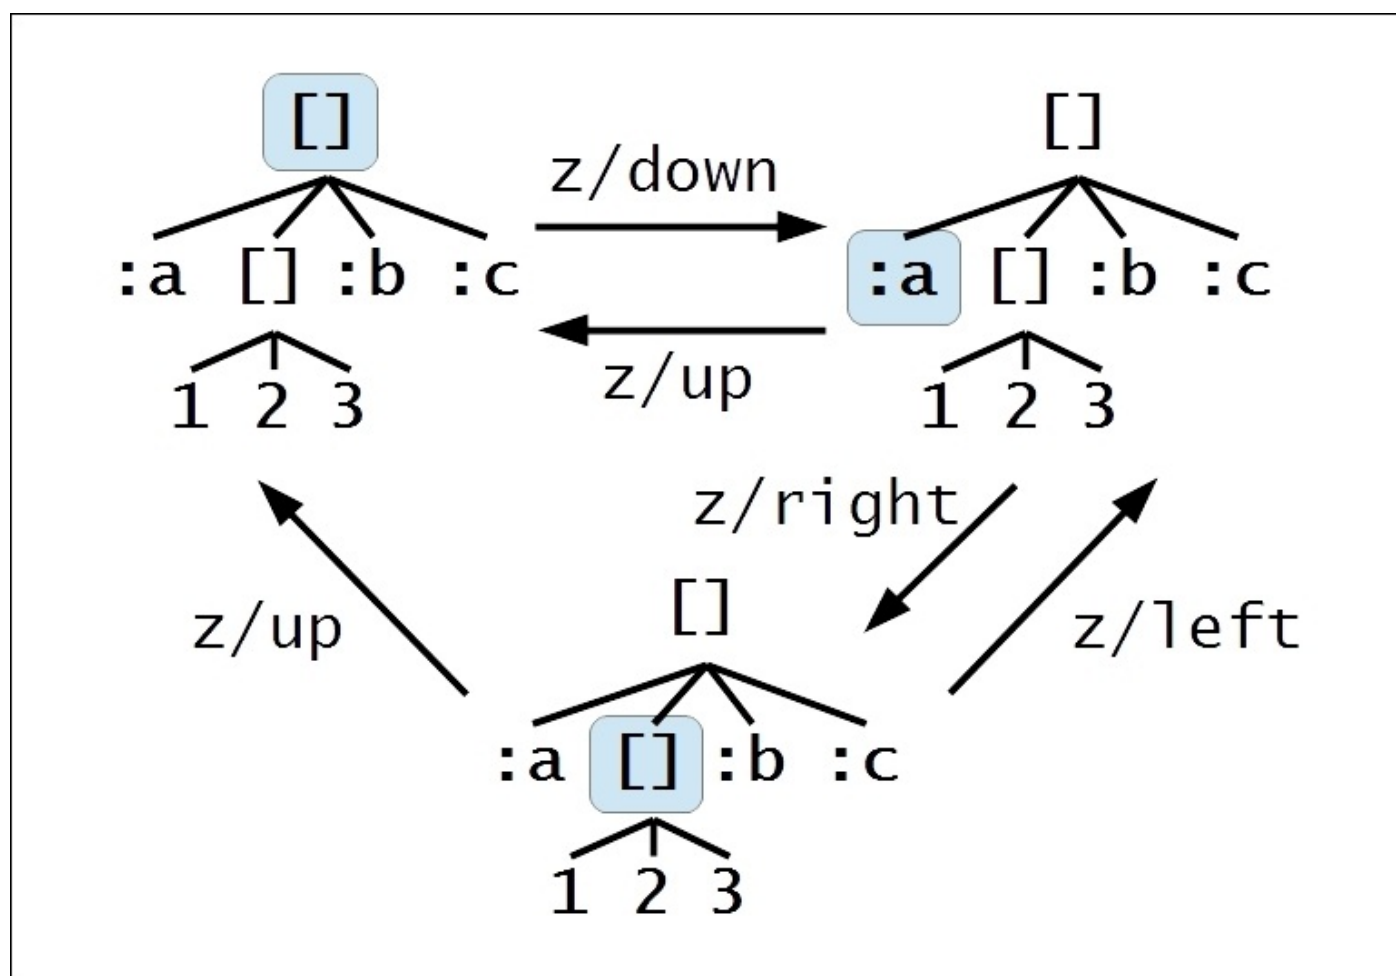 []
z/down
:a [] :b :c
1 2 3
[]
:a [] :b :c
1 2 3
z/up
z/right
z/left
z/up
[]
:a [] :b :c
1 2 3